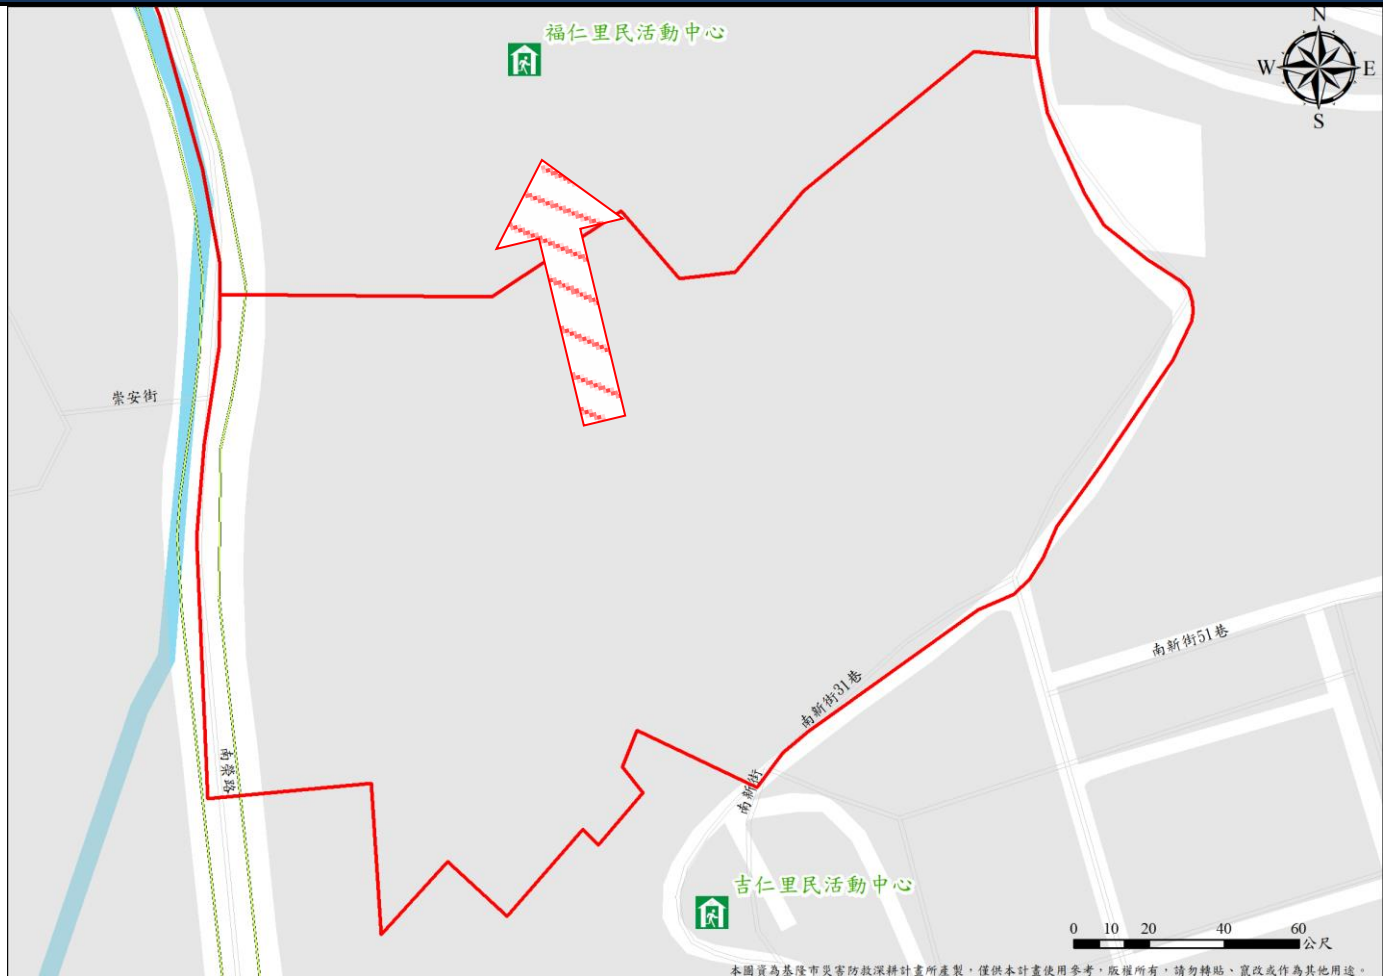 福仁里民活動中心
N
W E
S
崇安街
南新街51巷
南新街31巷
南榮路
南新街
吉仁里民活動中心
0 10 20 40 60
公尺
本圖資為基隆市災害防救深耕計畫所產製，僅供本計畫使用參考，版權所有，請勿轉貼、竄改或作為其他用途。